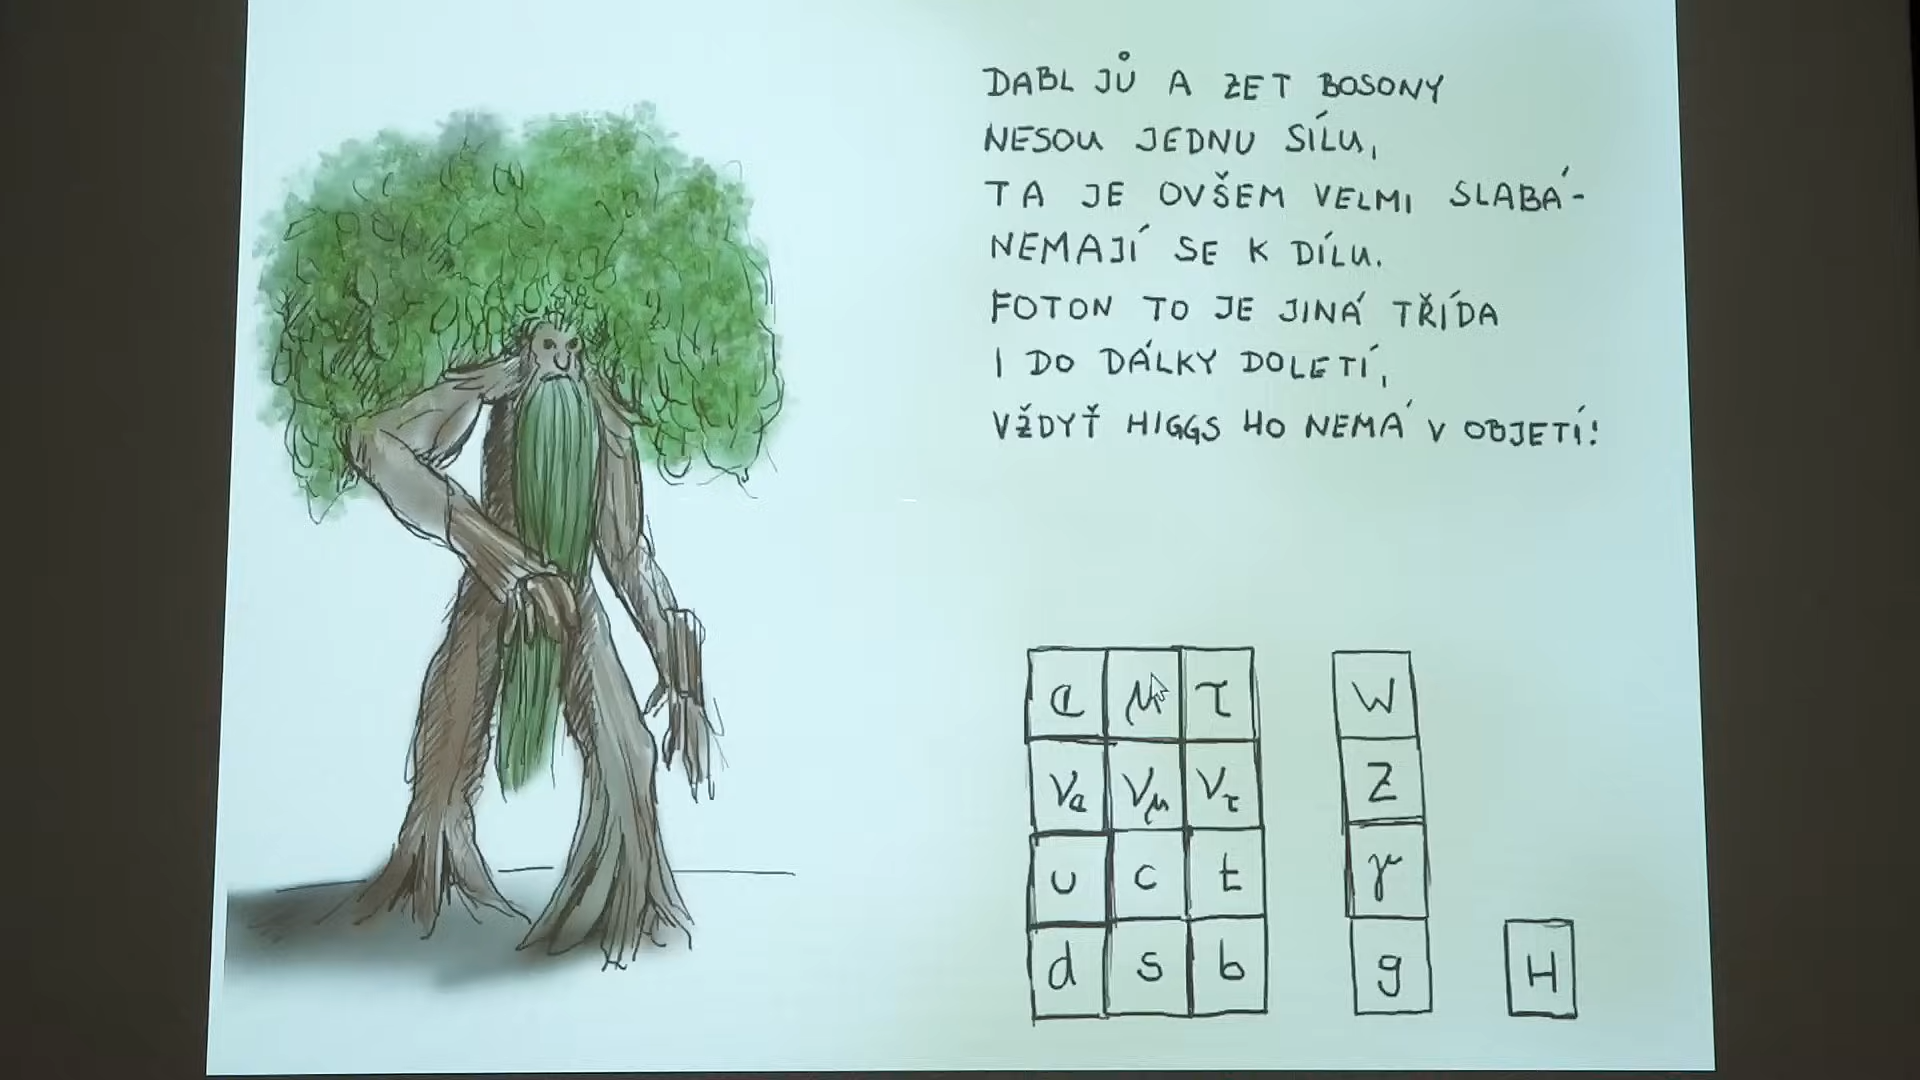 DABL JŮ A ZET BOSONY
NESOU JEDNU SÍLU,
TA JE OVŠEM VELMI SLABÁ-
NEMAJÍ SE K DÍLU.
FOTON TO JE JINÁ TŘÍDA
I DO DÁLKY DOLETÍ,
VŽDYŤ HIGGS HO NEMÁ V OBJETÍ!
e μ τ W
νe νμ ντ Z
u c t γ
d s b g H